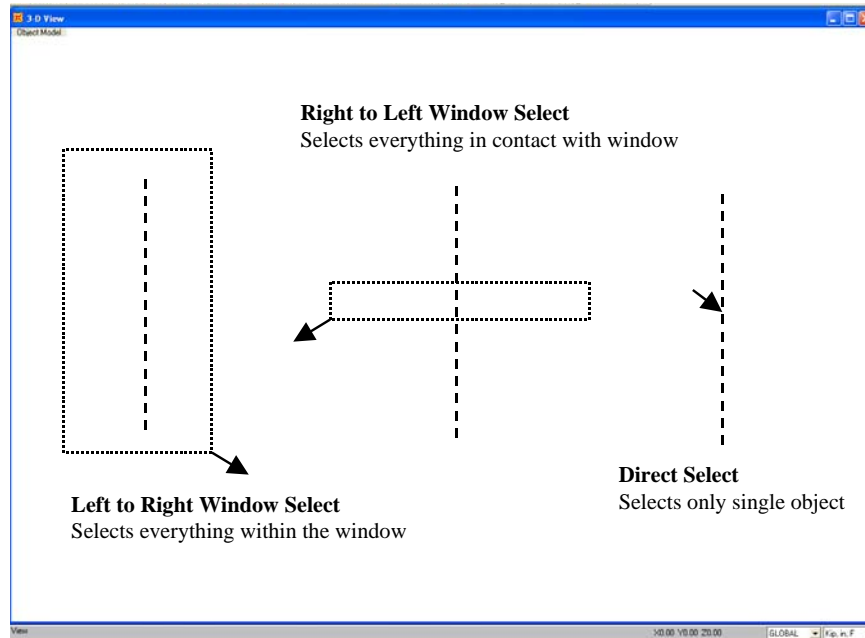 3-D View
Object Model
Right to Left Window Select
Selects everything in contact with window
Left to Right Window Select
Selects everything within the window
Direct Select
Selects only single object
View
X0.00 Y0.00 Z0.00
GLOBAL
Kip, in, F